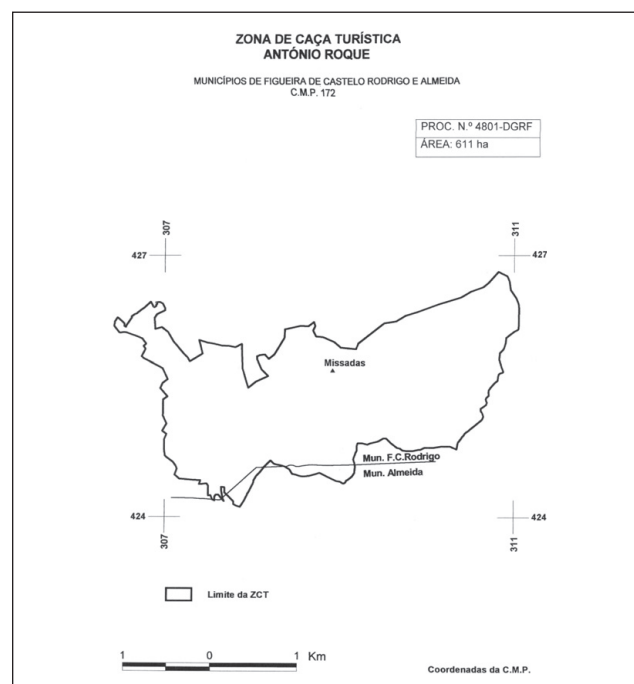 ZONA DE CAÇA TURÍSTICA
ANTÓNIO ROQUE
MUNICÍPIOS DE FIGUEIRA DE CASTELO RODRIGO E ALMEIDA
C.M.P. 172
PROC. N.º 4801-DGRF
ÁREA: 611 ha
307
311
427
427
Missadas
Mun. F.C.Rodrigo
Mun. Almeida
424
424
307
311
Limite da ZCT
1 0 1 Km
Coordenadas da C.M.P.